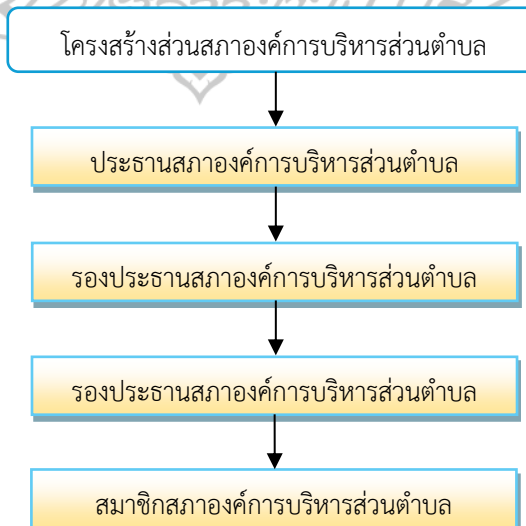 โครงสร้างส่วนสภาองค์การบริหารส่วนตำบล
ประธานสภาองค์การบริหารส่วนตำบล
รองประธานสภาองค์การบริหารส่วนตำบล
รองประธานสภาองค์การบริหารส่วนตำบล
สมาชิกสภาองค์การบริหารส่วนตำบล